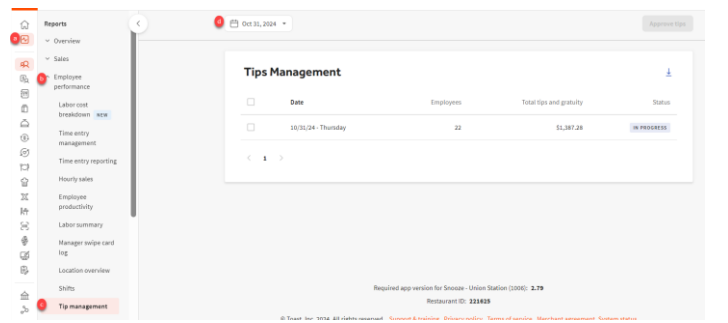 Reports
Overview
Sales
Employee
performance
Labor cost
breakdown NEW
Time entry
management
Time entry reporting
Hourly sales
Employee
productivity
Labor summary
Manager swipe card
log
Location overview
Shifts
Tip management
a
b
c
d
Oct 31, 2024
Approve tips
Tips Management
Date Employees Total tips and gratuity Status
10/31/24 - Thursday 22 $1,387.28 IN PROGRESS
1
Required app version for Snooze - Union Station (1006): 2.79
Restaurant ID: 221625
© Toast, Inc. 2024. All rights reserved. Support & training Privacy policy Terms of service Merchant agreement System status